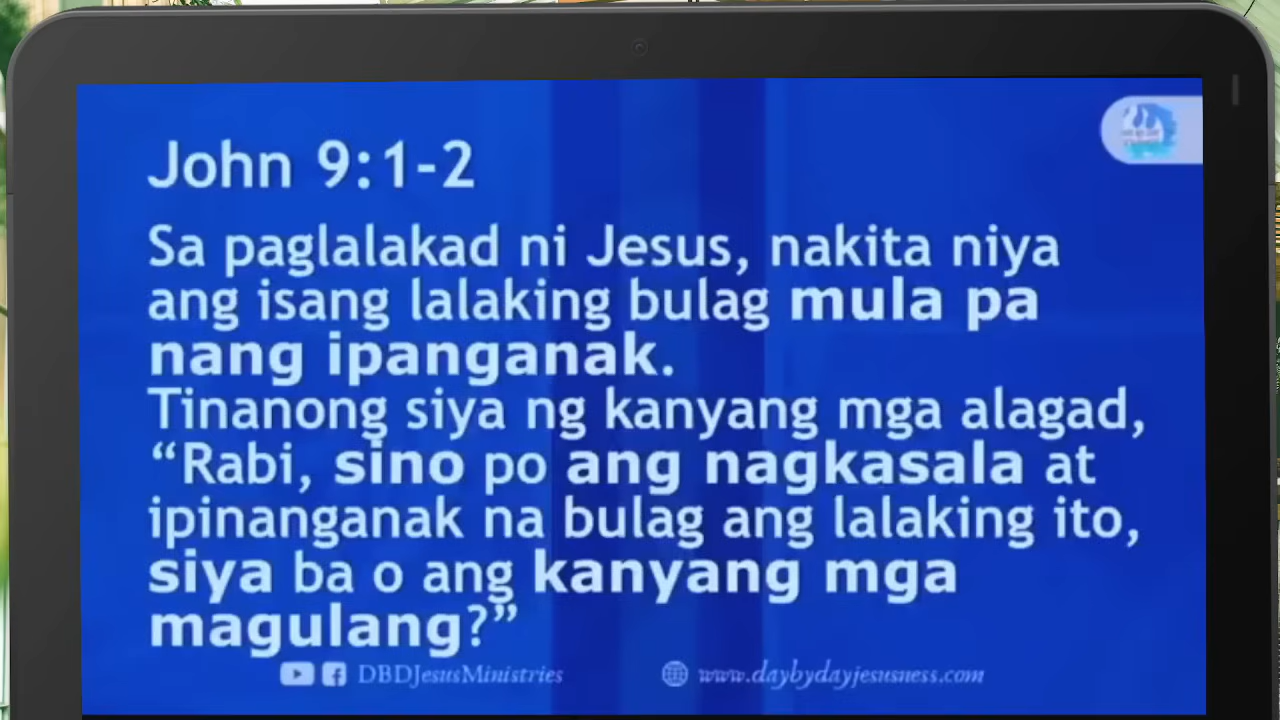 John 9:1-2
Sa paglalakad ni Jesus, nakita niya
ang isang lalaking bulag mula pa
nang ipanganak.
Tinanong siya ng kanyang mga alagad,
“Rabi, sino po ang nagkasala at
ipinanganak na bulag ang lalaking ito,
siya ba o ang kanyang mga
magulang?”
DBDJesusMinistries
www.daybydayjesusness.com